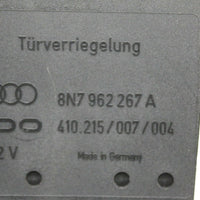 Türverriegelung
8N7 962 267 A
410.215/007/004
2 V
Made in Germany